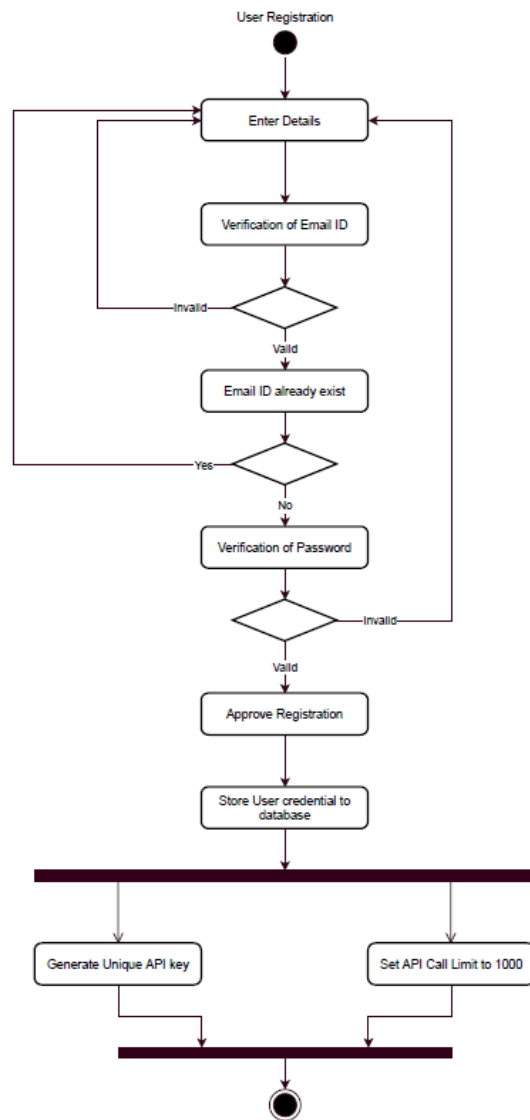 User Registration
Enter Details
Verification of Email ID
Invalid
Valid
Email ID already exist
Yes
No
Verification of Password
Invalid
Valid
Approve Registration
Store User credential to
database
Generate Unique API key
Set API Call Limit to 1000